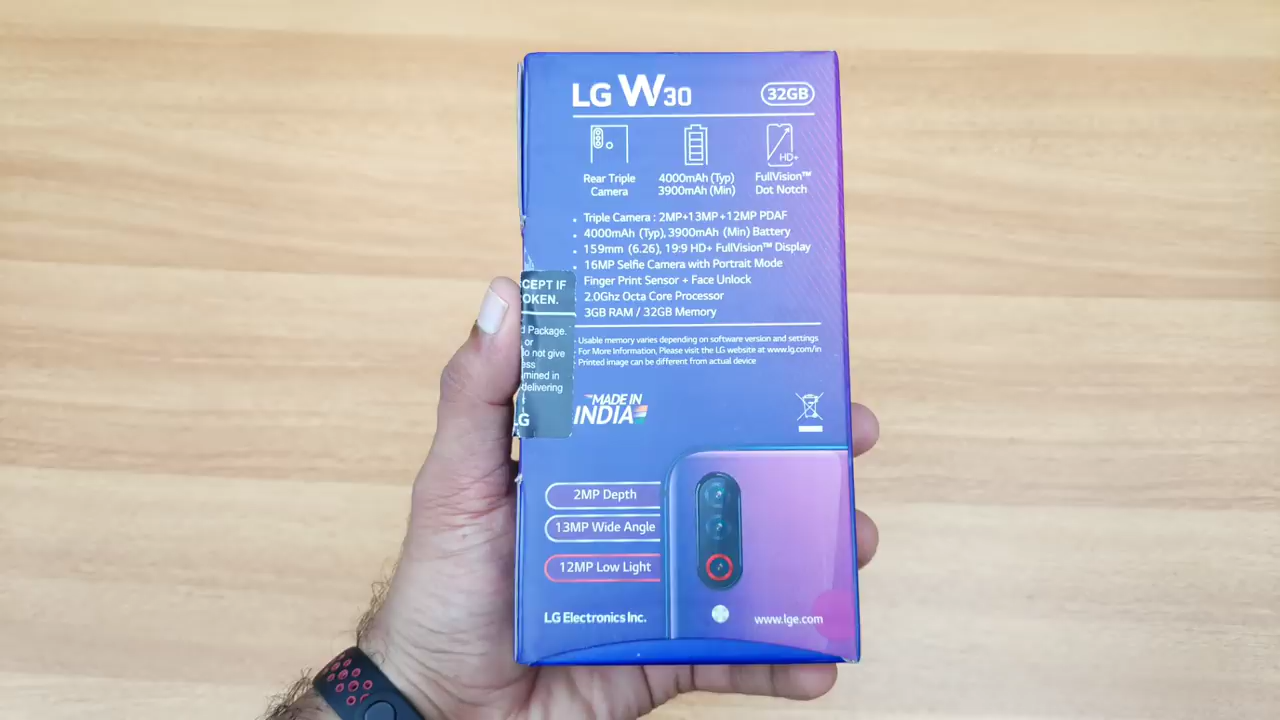 LG W30
32GB
HD+
Rear Triple
Camera
4000mAh (Typ)
3900mAh (Min)
FullVision™
Dot Notch
• Triple Camera : 2MP+13MP+12MP PDAF
• 4000mAh (Typ), 3900mAh (Min) Battery
• 159mm (6.26), 19:9 HD+ FullVision™ Display
• 16MP Selfie Camera with Portrait Mode
Finger Print Sensor + Face Unlock
2.0Ghz Octa Core Processor
3GB RAM / 32GB Memory
- Usable memory varies depending on software version and settings
- For More Information, Please visit the LG website at www.lg.com/in
- Printed image can be different from actual device
CEPT IF
OKEN.
d Package.
or
o not give
ess
mined in
delivering
LG
MADE IN
INDIA
2MP Depth
13MP Wide Angle
12MP Low Light
LG Electronics Inc.
www.lge.com